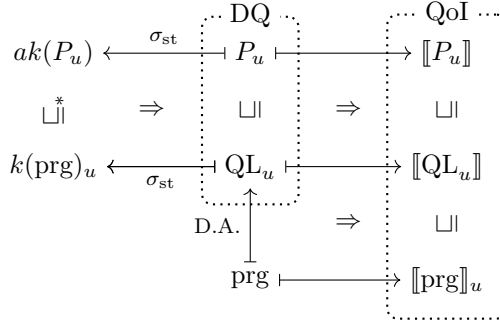 DQ QoI
ak(P_u) σ_st P_u ⟦P_u⟧
⊔|* ⇒ ⊔| ⇒ ⊔|
k(prg)_u σ_st QL_u ⟦QL_u⟧
D.A. ⇒ ⊔|
prg ⟦prg⟧_u